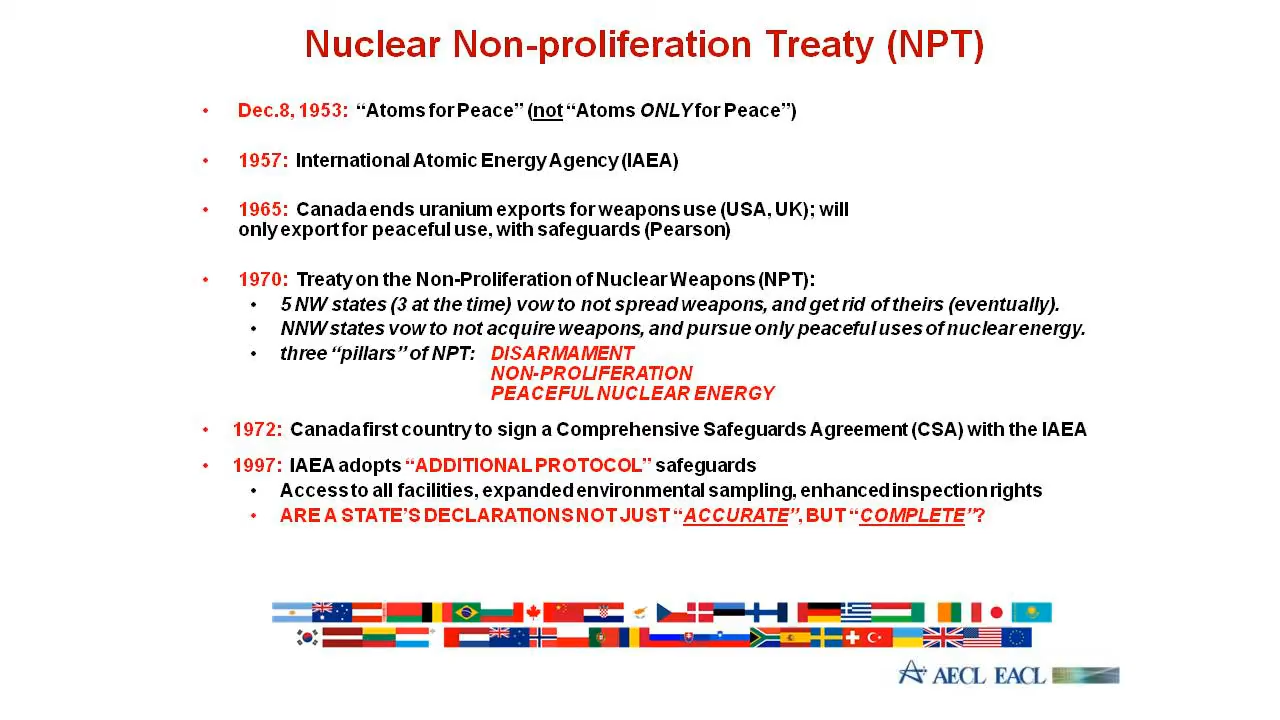 Nuclear Non-proliferation Treaty (NPT)
• Dec.8, 1953: “Atoms for Peace” (not “Atoms ONLY for Peace”)
• 1957: International Atomic Energy Agency (IAEA)
• 1965: Canada ends uranium exports for weapons use (USA, UK); will
only export for peaceful use, with safeguards (Pearson)
• 1970: Treaty on the Non-Proliferation of Nuclear Weapons (NPT):
• 5 NW states (3 at the time) vow to not spread weapons, and get rid of theirs (eventually).
• NNW states vow to not acquire weapons, and pursue only peaceful uses of nuclear energy.
• three “pillars” of NPT: DISARMAMENT
NON-PROLIFERATION
PEACEFUL NUCLEAR ENERGY
• 1972: Canada first country to sign a Comprehensive Safeguards Agreement (CSA) with the IAEA
• 1997: IAEA adopts “ADDITIONAL PROTOCOL” safeguards
• Access to all facilities, expanded environmental sampling, enhanced inspection rights
• ARE A STATE’S DECLARATIONS NOT JUST “ACCURATE”, BUT “COMPLETE”?
AECL EACL